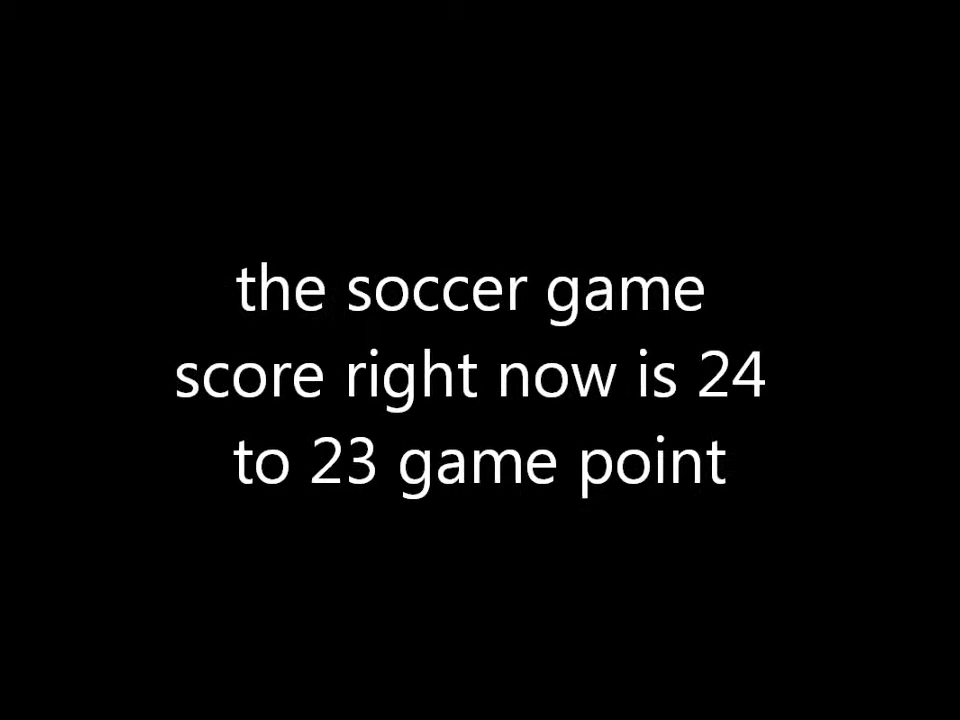 the soccer game
score right now is 24
to 23 game point